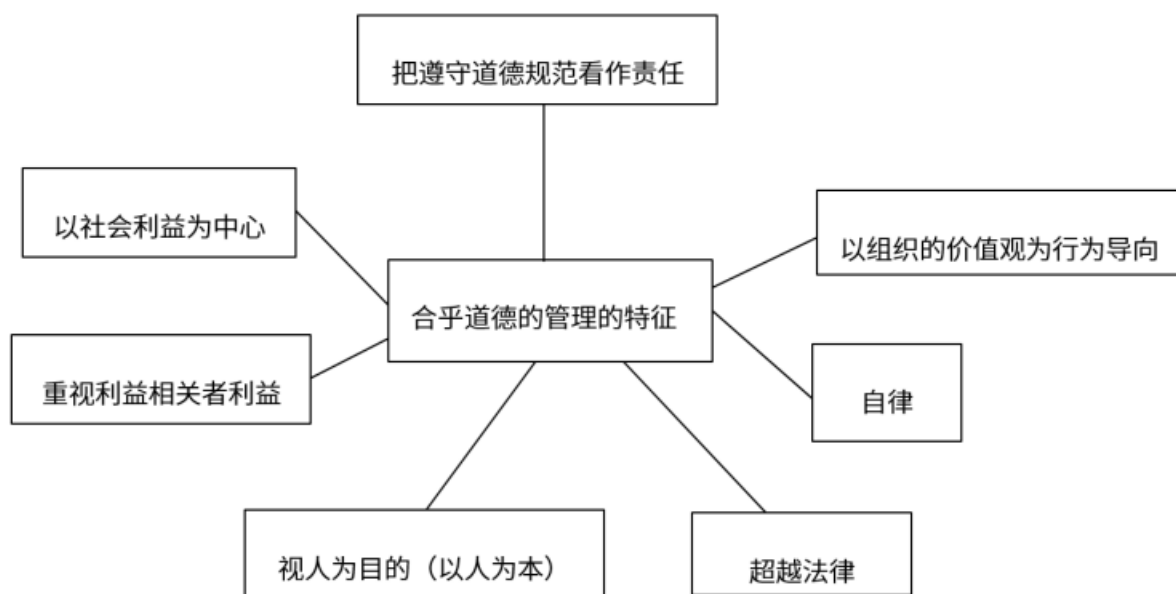 把遵守道德规范看作责任
以社会利益为中心
以组织的价值观为行为导向
合乎道德的管理的特征
重视利益相关者利益
自律
视人为目的（以人为本）
超越法律